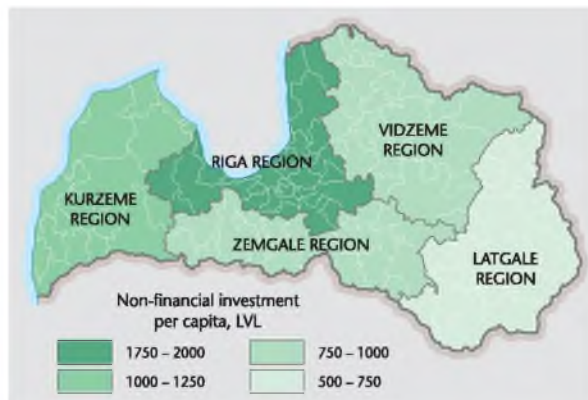 VIDZEME
REGION
RIGA REGION
KURZEME
REGION
ZEMGALE REGION
LATGALE
REGION
Non-financial investment
per capita, LVL
1750 – 2000
750 – 1000
1000 – 1250
500 – 750